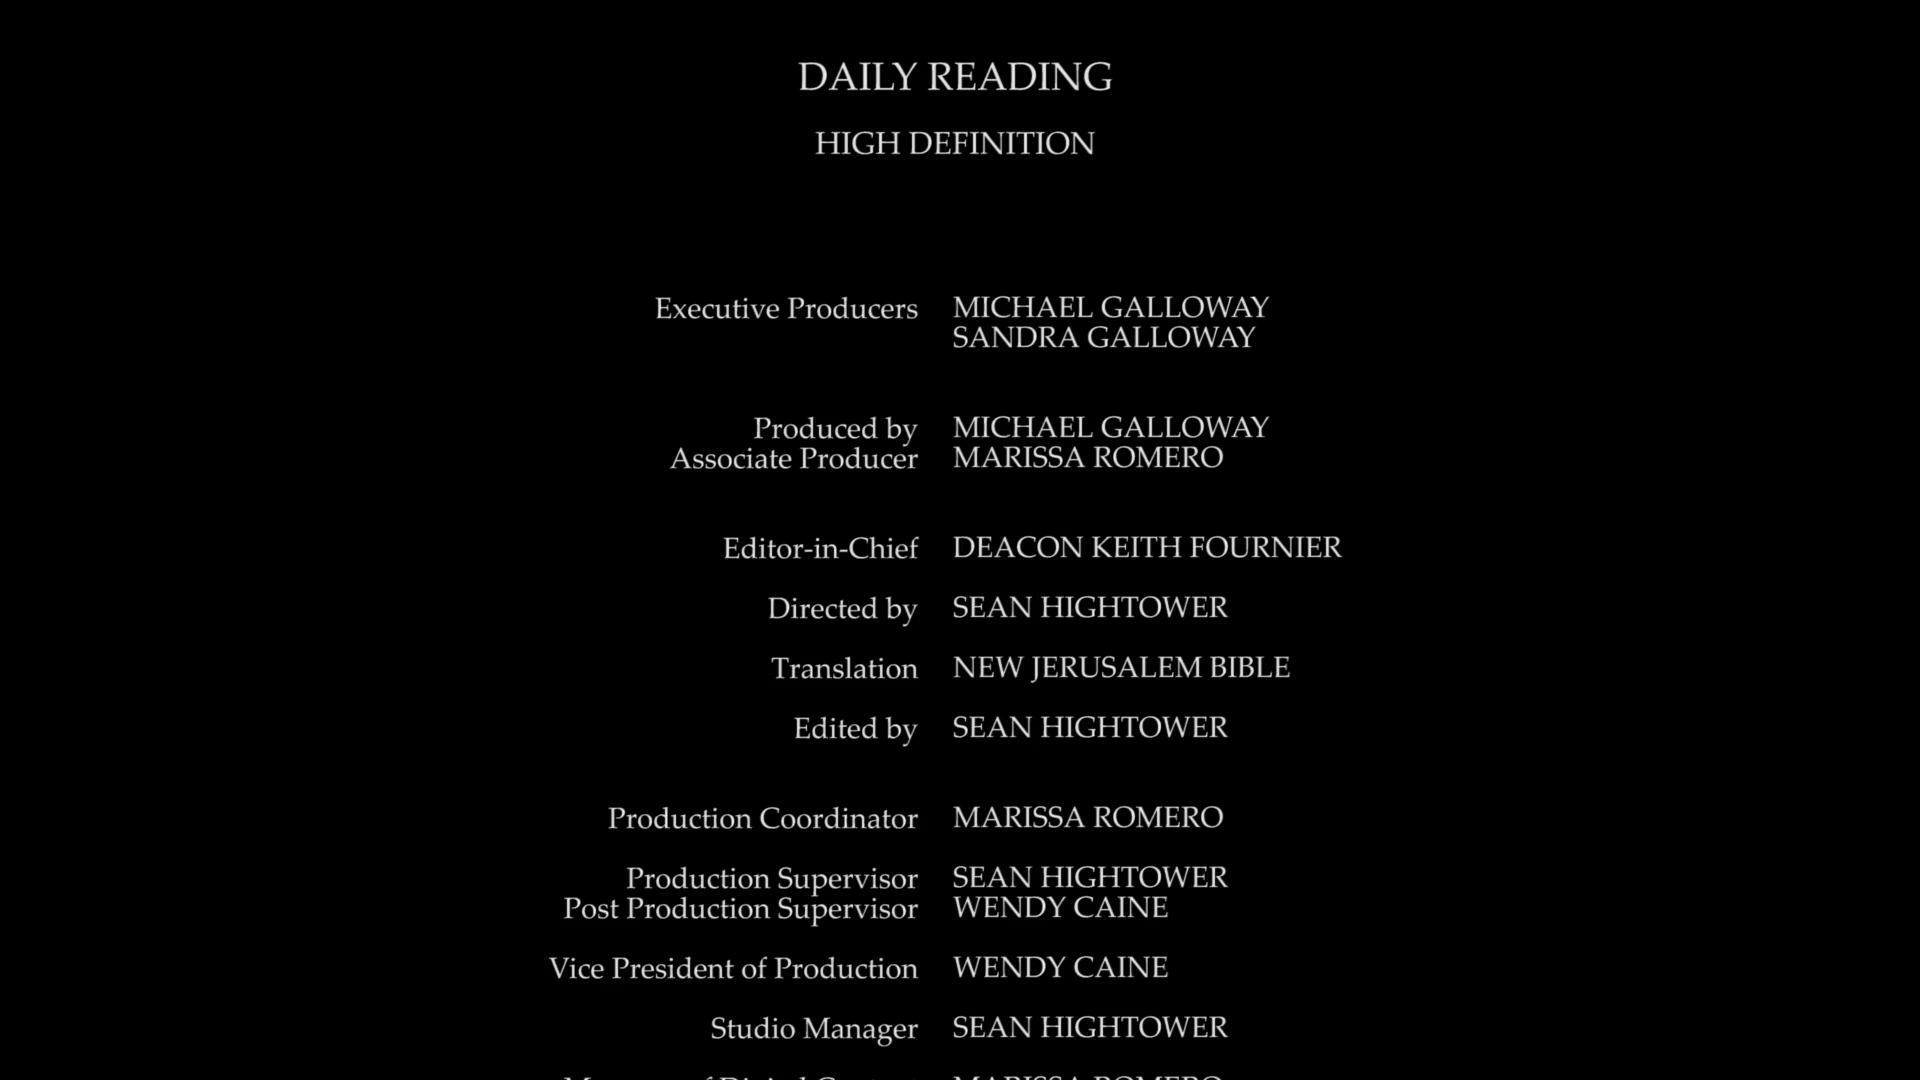 DAILY READING
HIGH DEFINITION
Executive Producers MICHAEL GALLOWAY
SANDRA GALLOWAY
Produced by MICHAEL GALLOWAY
Associate Producer MARISSA ROMERO
Editor-in-Chief DEACON KEITH FOURNIER
Directed by SEAN HIGHTOWER
Translation NEW JERUSALEM BIBLE
Edited by SEAN HIGHTOWER
Production Coordinator MARISSA ROMERO
Production Supervisor SEAN HIGHTOWER
Post Production Supervisor WENDY CAINE
Vice President of Production WENDY CAINE
Studio Manager SEAN HIGHTOWER